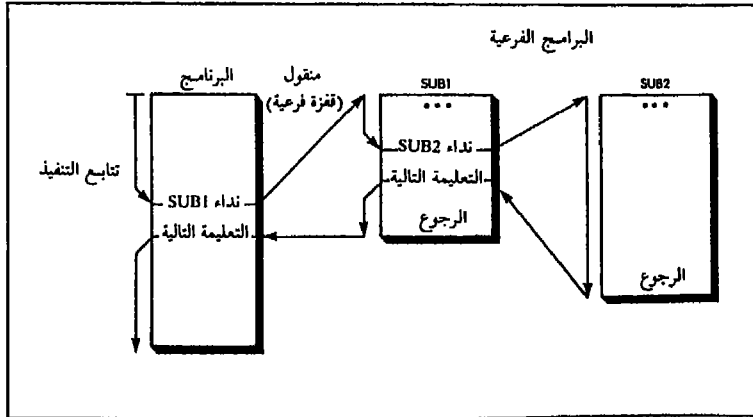 البرامج الفرعية
البرنامج
منقول
(قفزة فرعية)
SUB1
•••
SUB2
•••
تتابع التنفيذ
نداء SUB1
التعليمة التالية
نداء SUB2
التعليمة التالية
الرجوع
الرجوع